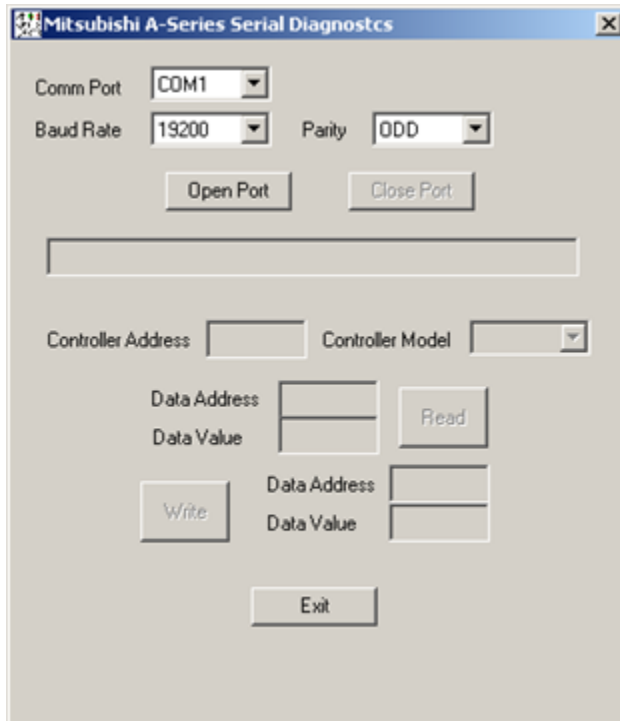 Mitsubishi A-Series Serial Diagnostcs
Comm Port COM1
Baud Rate 19200 Parity ODD
Open Port Close Port
Controller Address Controller Model
Data Address
Data Value
Read
Write
Data Address
Data Value
Exit